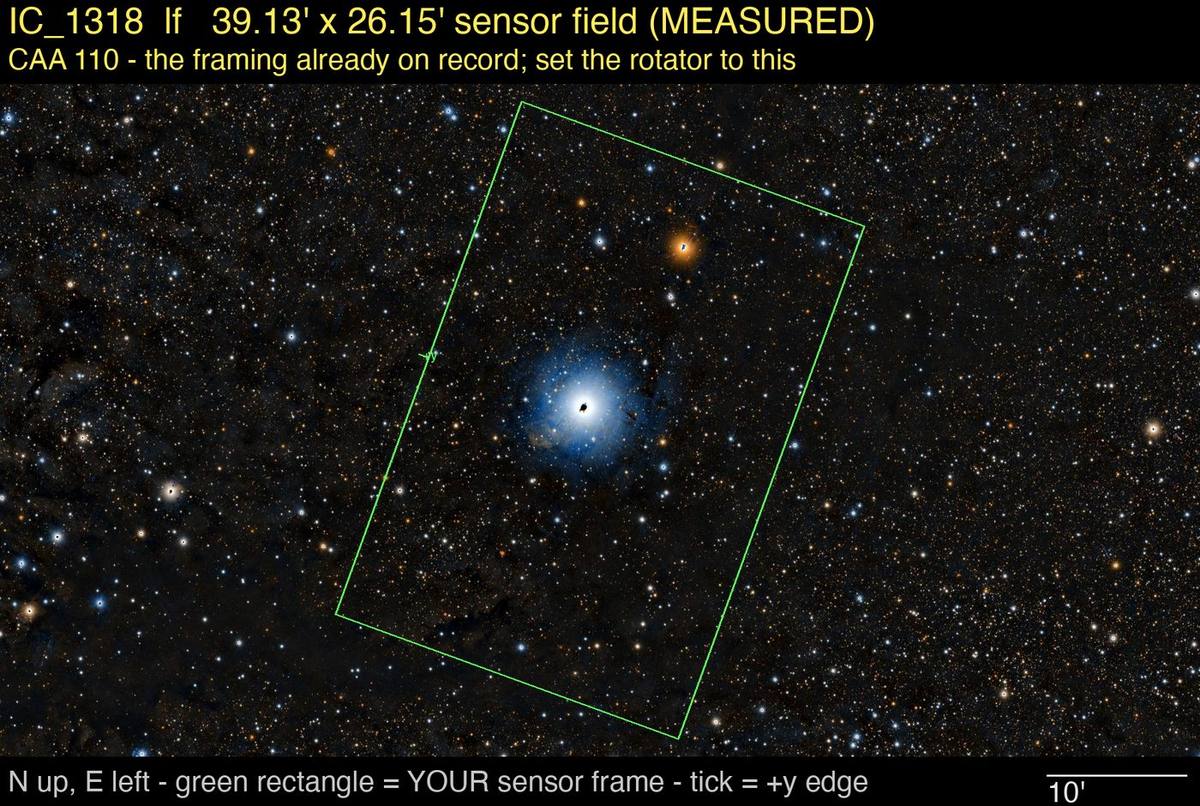 IC_1318 lf 39.13' x 26.15' sensor field (MEASURED)
CAA 110 - the framing already on record; set the rotator to this
+y
N up, E left - green rectangle = YOUR sensor frame - tick = +y edge
10'